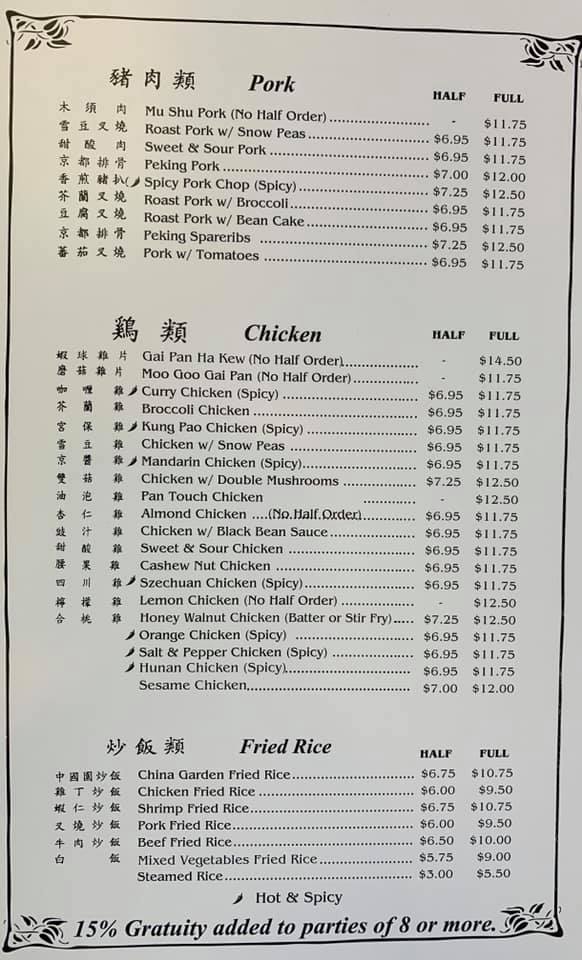 豬肉類 Pork HALF FULL
木須肉 Mu Shu Pork (No Half Order) - $11.75
雪豆叉燒 Roast Pork w/ Snow Peas $6.95 $11.75
甜酸肉 Sweet & Sour Pork $6.95 $11.75
京都排骨 Peking Pork $7.00 $12.00
香煎豬扒( Spicy Pork Chop (Spicy) $7.25 $12.50
芥蘭叉燒 Roast Pork w/ Broccoli $6.95 $11.75
豆腐叉燒 Roast Pork w/ Bean Cake $6.95 $11.75
京都排骨 Peking Spareribs $7.25 $12.50
蕃茄叉燒 Pork w/ Tomatoes $6.95 $11.75
鷄類 Chicken HALF FULL
蝦球雞片 Gai Pan Ha Kew (No Half Order) - $14.50
磨菇雞片 Moo Goo Gai Pan (No Half Order) - $11.75
咖喱雞 Curry Chicken (Spicy) $6.95 $11.75
芥蘭雞 Broccoli Chicken $6.95 $11.75
宮保雞 Kung Pao Chicken (Spicy) $6.95 $11.75
雪豆雞 Chicken w/ Snow Peas $6.95 $11.75
京醬雞 Mandarin Chicken (Spicy) $6.95 $11.75
雙菇雞 Chicken w/ Double Mushrooms $7.25 $12.50
油泡雞 Pan Touch Chicken - $12.50
杏仁雞 Almond Chicken (No Half Order) $6.95 $11.75
豉汁雞 Chicken w/ Black Bean Sauce $6.95 $11.75
甜酸雞 Sweet & Sour Chicken $6.95 $11.75
腰果雞 Cashew Nut Chicken $6.95 $11.75
四川雞 Szechuan Chicken (Spicy) $6.95 $11.75
檸檬雞 Lemon Chicken (No Half Order) - $12.50
合桃雞 Honey Walnut Chicken (Batter or Stir Fry) $7.25 $12.50
Orange Chicken (Spicy) $6.95 $11.75
Salt & Pepper Chicken (Spicy) $6.95 $11.75
Hunan Chicken (Spicy) $6.95 $11.75
Sesame Chicken $7.00 $12.00
炒飯類 Fried Rice HALF FULL
中國園炒飯 China Garden Fried Rice $6.75 $10.75
雞丁炒飯 Chicken Fried Rice $6.00 $9.50
蝦仁炒飯 Shrimp Fried Rice $6.75 $10.75
叉燒炒飯 Pork Fried Rice $6.00 $9.50
牛肉炒飯 Beef Fried Rice $6.50 $10.00
白飯 Mixed Vegetables Fried Rice $5.75 $9.00
Steamed Rice $3.00 $5.50
Hot & Spicy
15% Gratuity added to parties of 8 or more.